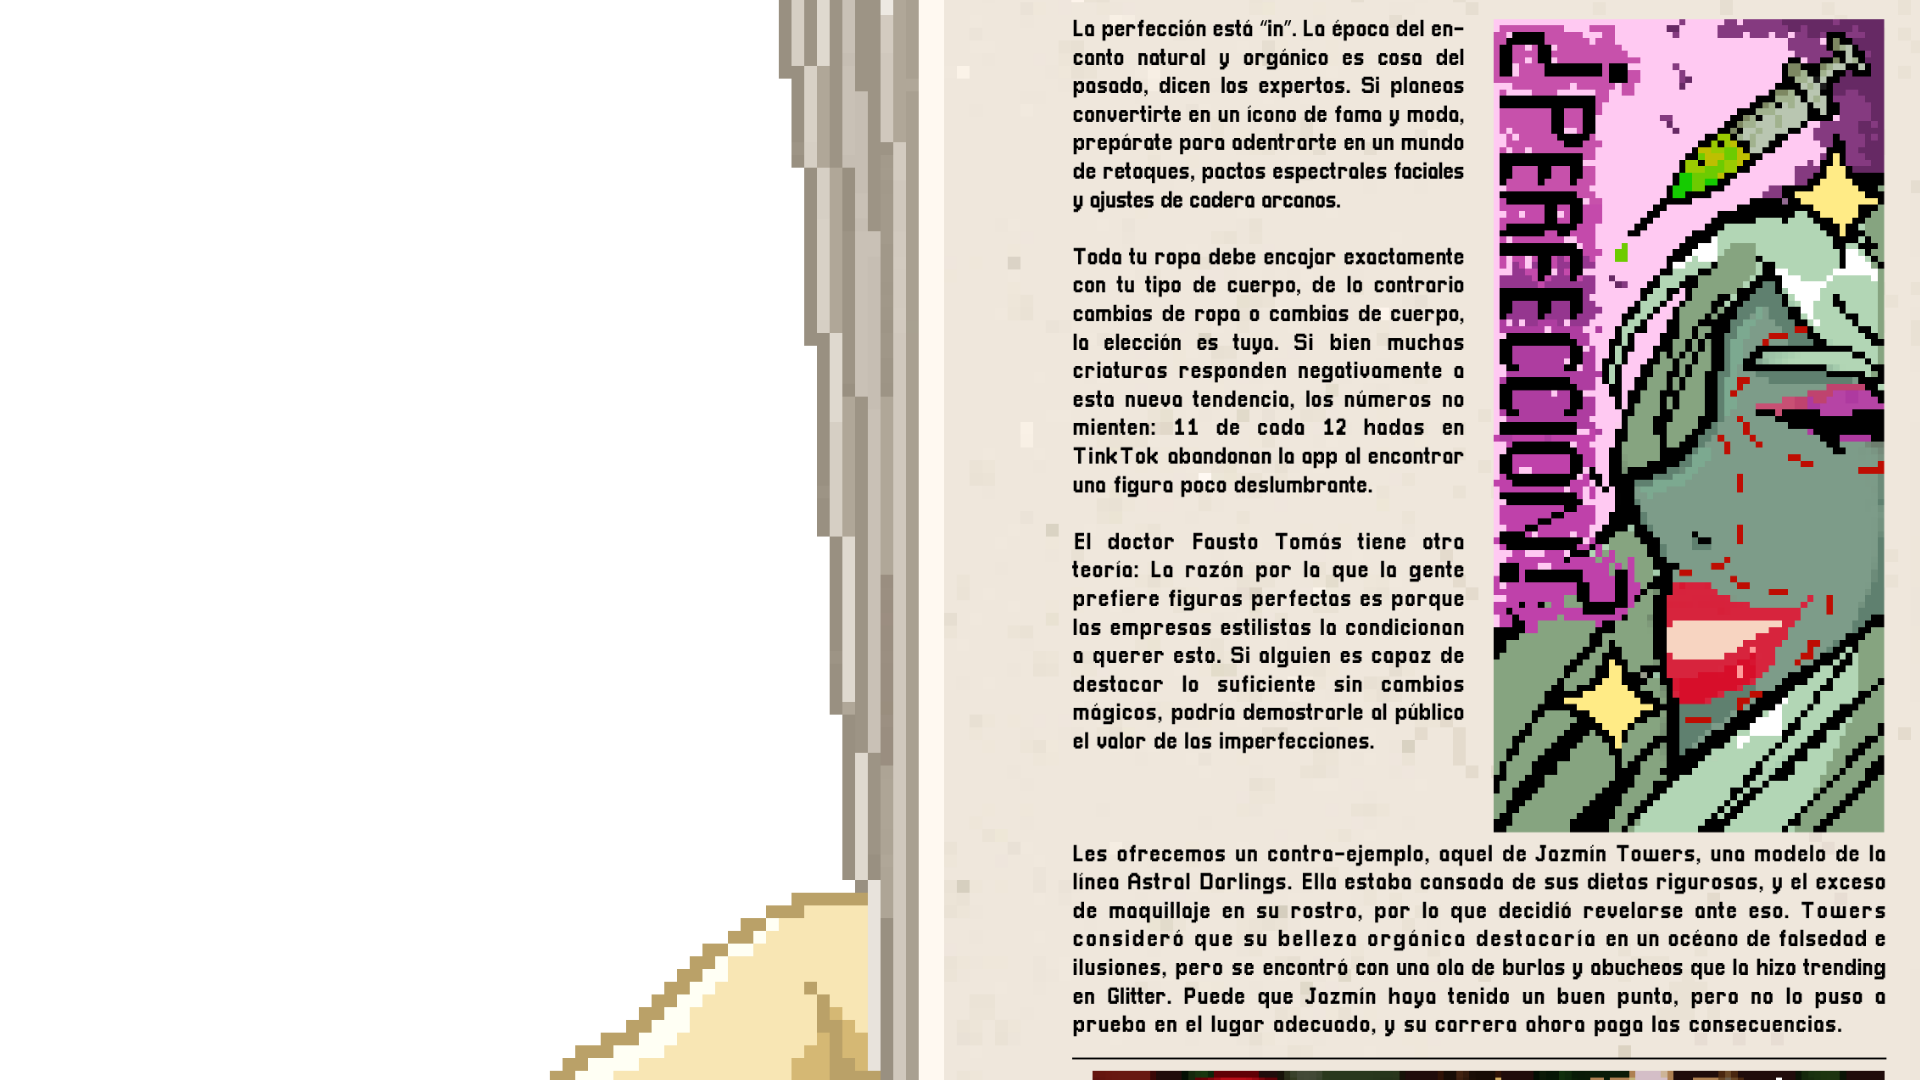 La perfección está “in”. La época del en-
canto natural y orgánico es cosa del
pasado, dicen los expertos. Si planeas
convertirte en un ícono de fama y moda,
prepárate para adentrarte en un mundo
de retoques, pactos espectrales faciales
y ajustes de cadera arcanos.
Toda tu ropa debe encajar exactamente
con tu tipo de cuerpo, de lo contrario
cambias de ropa o cambias de cuerpo,
la elección es tuya. Si bien muchas
criaturas responden negativamente a
esta nueva tendencia, los números no
mienten: 11 de cada 12 hadas en
TinkTok abandonan la app al encontrar
una figura poco deslumbrante.
El doctor Fausto Tomás tiene otra
teoría: La razón por la que la gente
prefiere figuras perfectas es porque
las empresas estilistas la condicionan
a querer esto. Si alguien es capaz de
destacar lo suficiente sin cambios
mágicos, podría demostrarle al público
el valor de las imperfecciones.
¿PERFECCION?
Les ofrecemos un contra-ejemplo, aquel de Jazmín Towers, una modelo de la
línea Astral Darlings. Ella estaba cansada de sus dietas rigurosas, y el exceso
de maquillaje en su rostro, por lo que decidió revelarse ante eso. Towers
consideró que su belleza orgánica destacaría en un océano de falsedad e
ilusiones, pero se encontró con una ola de burlas y abucheos que la hizo trending
en Glitter. Puede que Jazmín haya tenido un buen punto, pero no lo puso a
prueba en el lugar adecuado, y su carrera ahora paga las consecuencias.